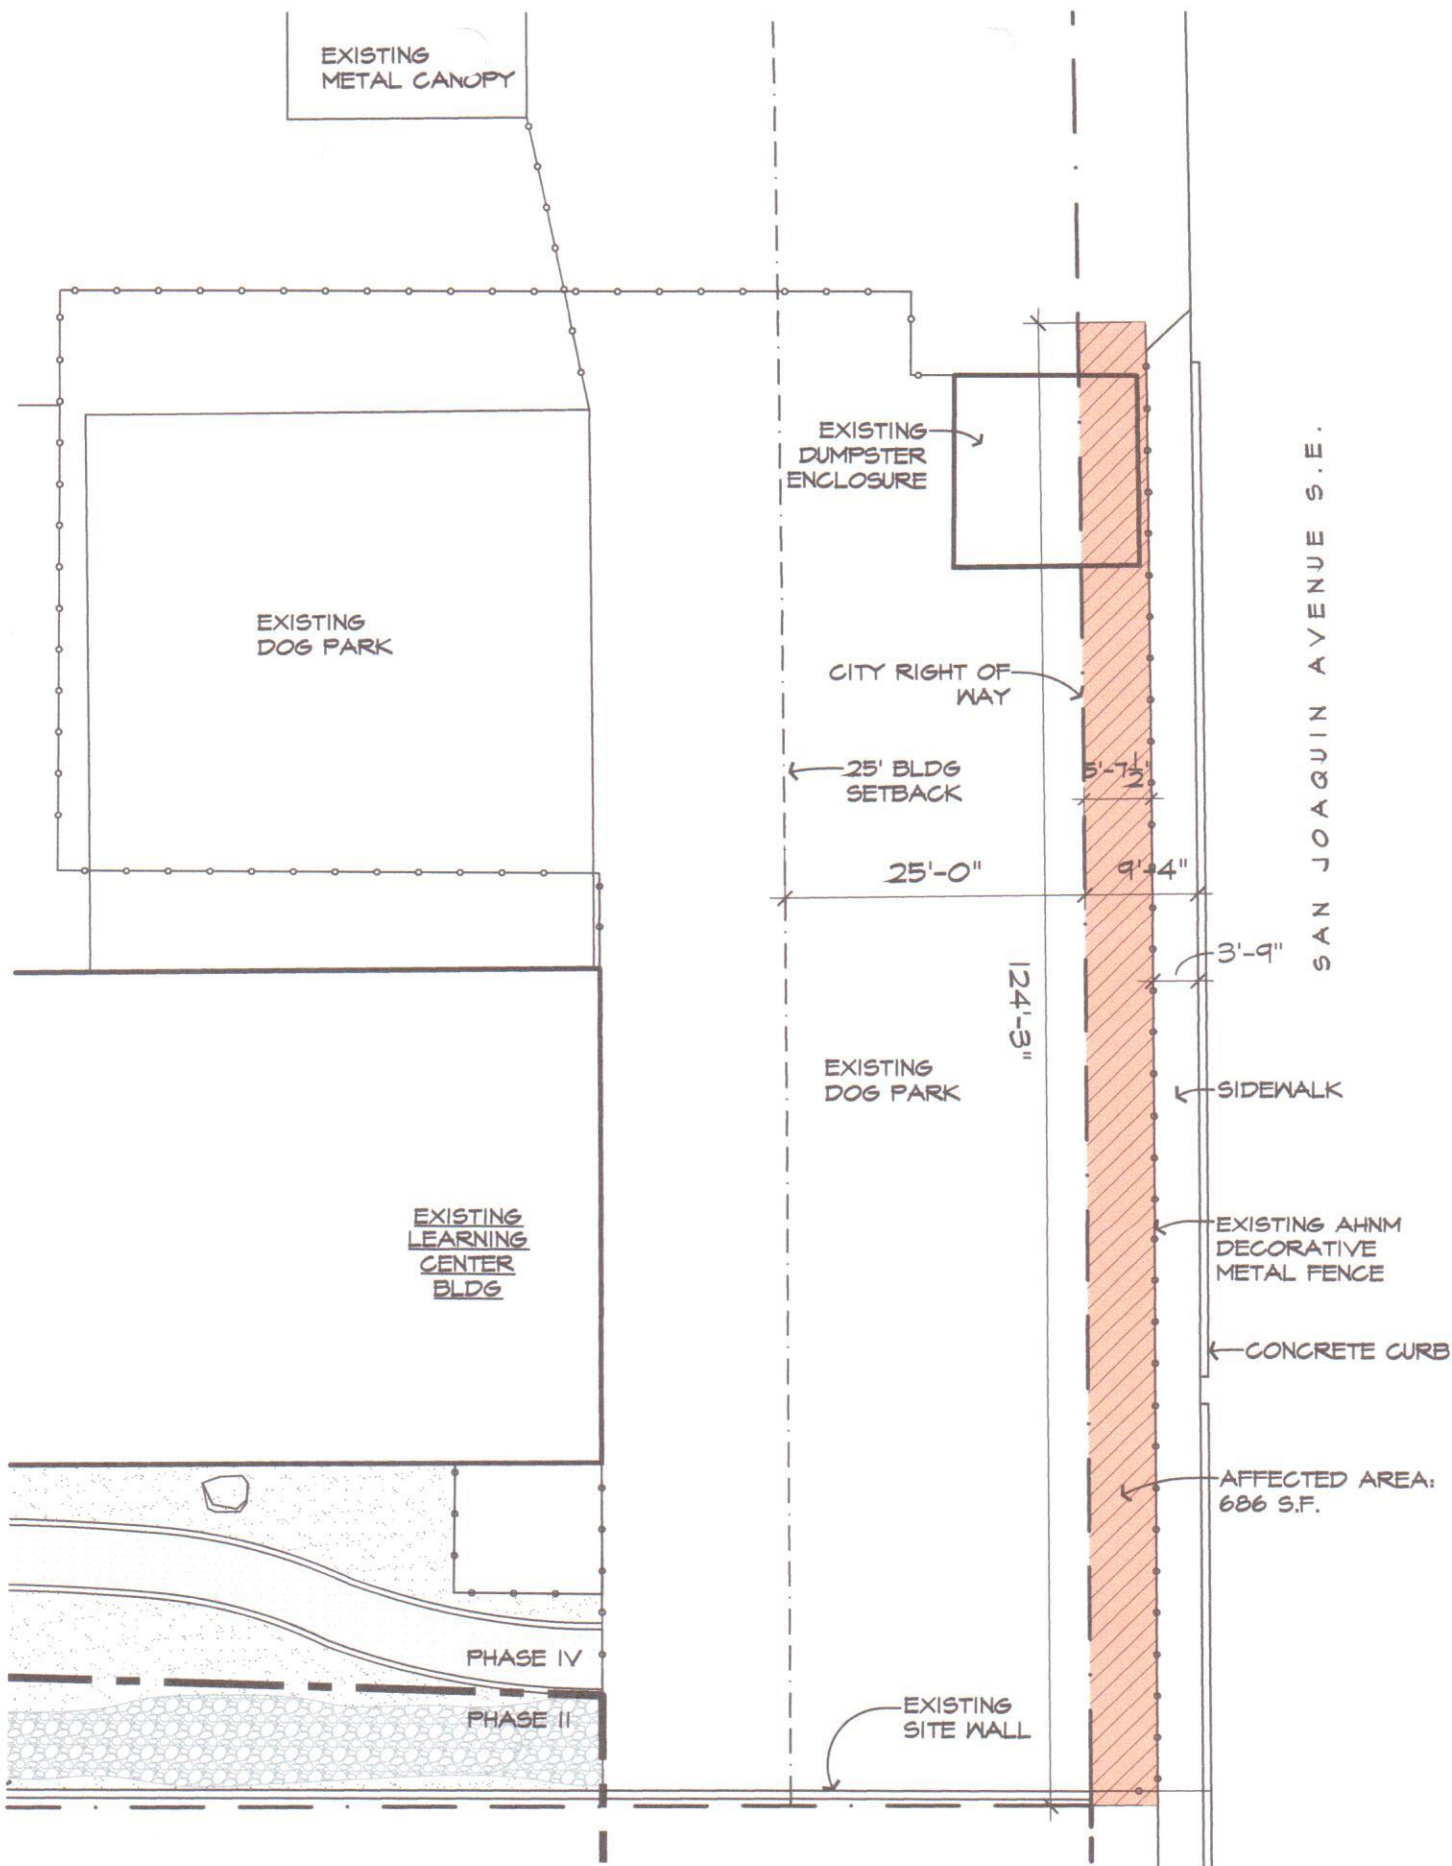 EXISTING
METAL CANOPY
EXISTING
DUMPSTER
ENCLOSURE
SAN JOAQUIN AVENUE S.E.
EXISTING
DOG PARK
CITY RIGHT OF
WAY
25' BLDG
SETBACK
5'-7½"
25'-0"
9'-4"
3'-9"
124'-3"
EXISTING
DOG PARK
SIDEWALK
EXISTING
LEARNING
CENTER
BLDG
EXISTING AHNM
DECORATIVE
METAL FENCE
CONCRETE CURB
AFFECTED AREA:
686 S.F.
PHASE IV
PHASE II
EXISTING
SITE WALL